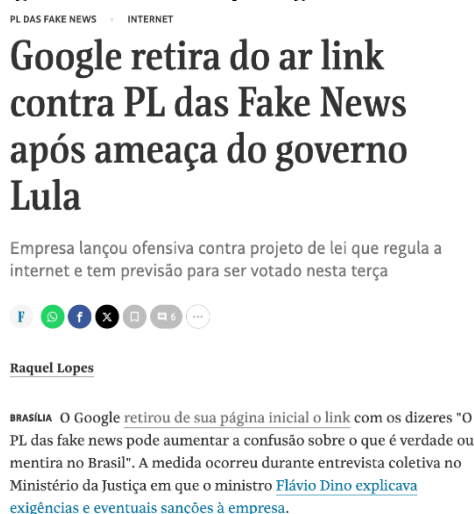 PL DAS FAKE NEWS INTERNET
Google retira do ar link
contra PL das Fake News
após ameaça do governo
Lula
Empresa lançou ofensiva contra projeto de lei que regula a
internet e tem previsão para ser votado nesta terça
F f X 6 ...
Raquel Lopes
BRASÍLIA O Google retirou de sua página inicial o link com os dizeres "O
PL das fake news pode aumentar a confusão sobre o que é verdade ou
mentira no Brasil". A medida ocorreu durante entrevista coletiva no
Ministério da Justiça em que o ministro Flávio Dino explicava
exigências e eventuais sanções à empresa.